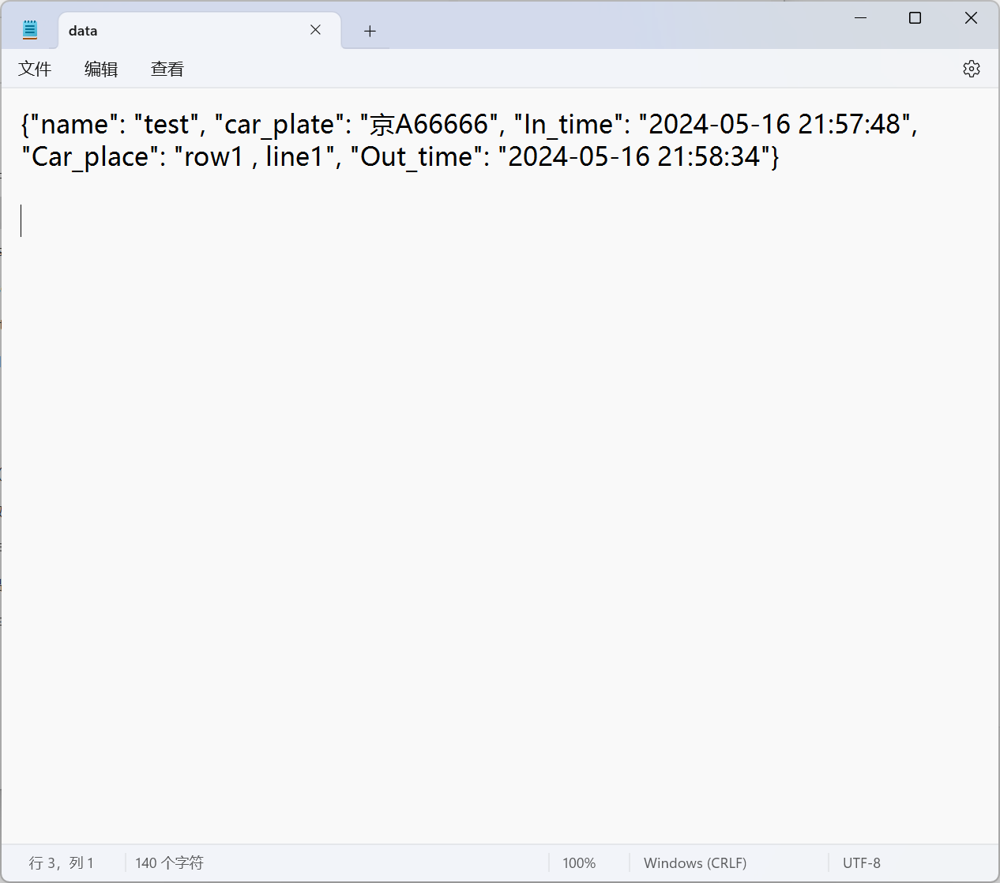 data
文件 编辑 查看
{"name": "test", "car_plate": "京A66666", "In_time": "2024-05-16 21:57:48",
"Car_place": "row1 , line1", "Out_time": "2024-05-16 21:58:34"}
行 3，列 1 140 个字符 100% Windows (CRLF) UTF-8